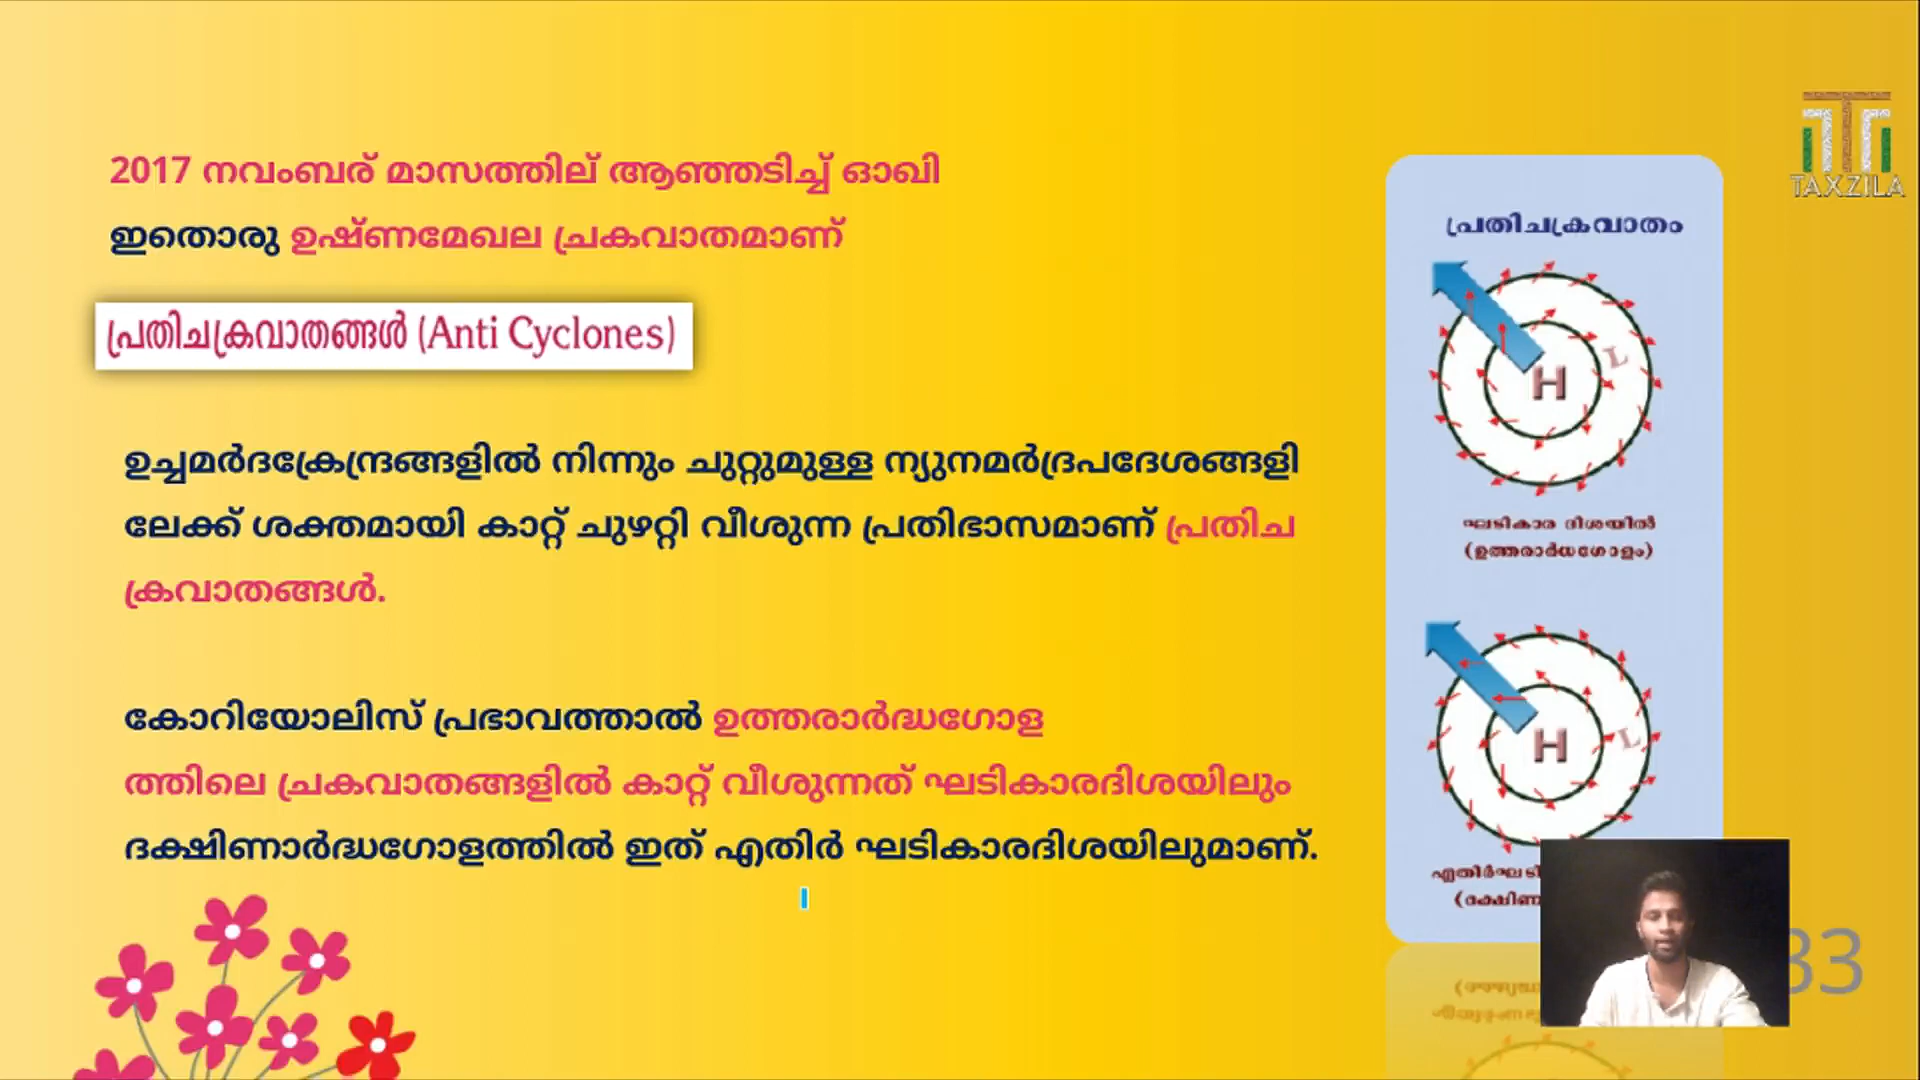 2017 നവംബര് മാസത്തില് ആഞ്ഞടിച്ച് ഓഖി
ഇതൊരു ഉഷ്ണമേഖല ച്രകവാതമാണ്
പ്രതിചക്രവാതങ്ങൾ (Anti Cyclones)
ഉച്ചമർദക്രേന്ദ്രങ്ങളിൽ നിന്നും ചുറ്റുമുള്ള ന്യുനമർദ്രപദേശങ്ങളി
ലേക്ക് ശക്തമായി കാറ്റ് ചുഴറ്റി വീശുന്ന പ്രതിഭാസമാണ് പ്രതിച
ക്രവാതങ്ങൾ.
കോറിയോലിസ് പ്രഭാവത്താൽ ഉത്തരാർദ്ധഗോള
ത്തിലെ ച്രകവാതങ്ങളിൽ കാറ്റ് വീശുന്നത് ഘടികാരദിശയിലും
ദക്ഷിണാർദ്ധഗോളത്തിൽ ഇത് എതിർ ഘടികാരദിശയിലുമാണ്.
TAXZILA
പ്രതിചക്രവാതം
L
H
ഘടികാര ദിശയിൽ
(ഉത്തരാർധഗോളം)
L
H
33